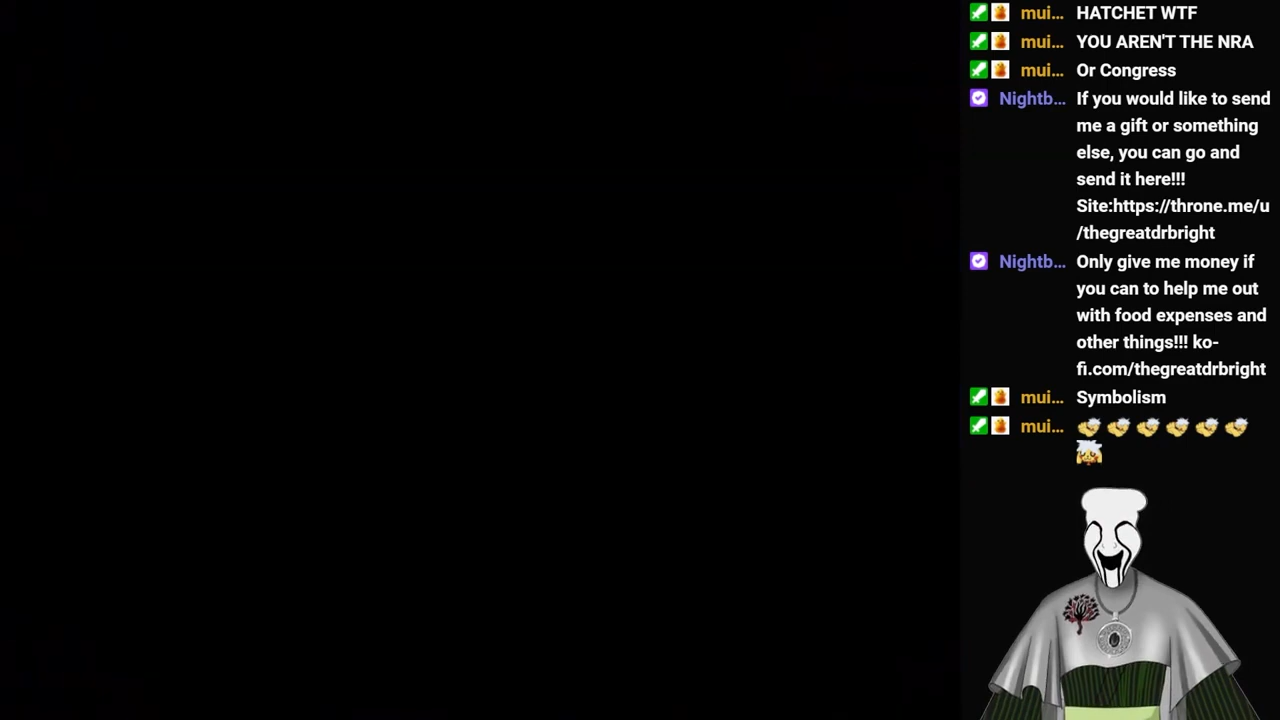 mui... HATCHET WTF
mui... YOU AREN'T THE NRA
mui... Or Congress
Nightb... If you would like to send
me a gift or something
else, you can go and
send it here!!!
Site:https://throne.me/u
/thegreatdrbright
Nightb... Only give me money if
you can to help me out
with food expenses and
other things!!! ko-
fi.com/thegreatdrbright
mui... Symbolism
mui...